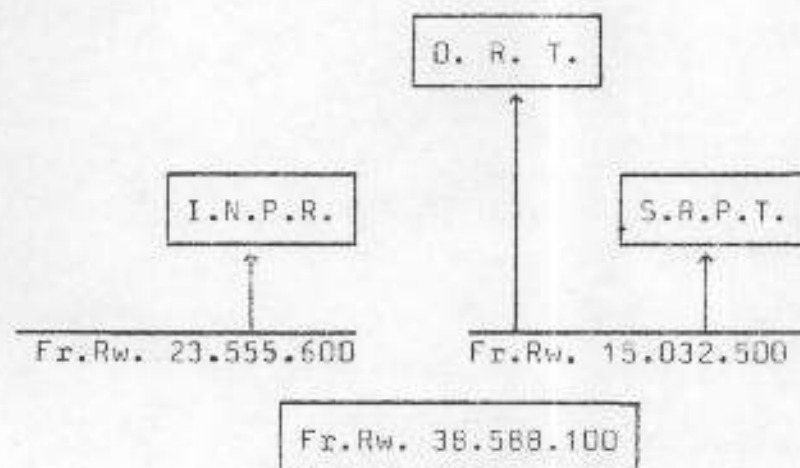 O. R. T.
I.N.P.R.
S.A.P.T.
Fr.Rw. 23.555.600
Fr.Rw. 15.032.500
Fr.Rw. 38.588.100